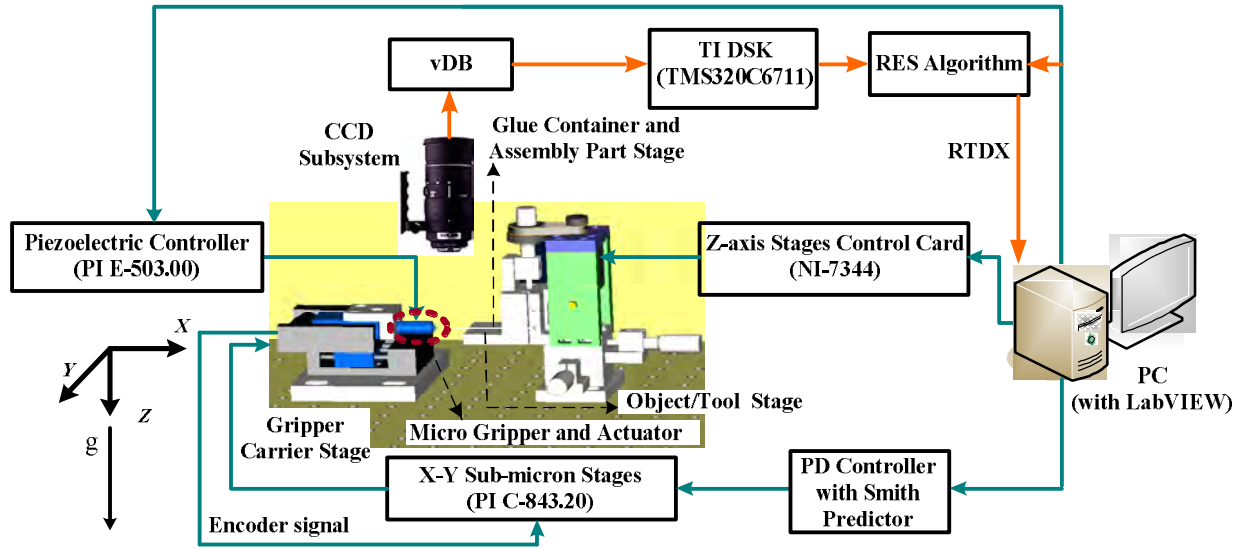 vDB
TI DSK
(TMS320C6711)
RES Algorithm
CCD
Subsystem
Glue Container and
Assembly Part Stage
RTDX
Piezoelectric Controller
(PI E-503.00)
Z-axis Stages Control Card
(NI-7344)
X
Y
Z
g
PC
(with LabVIEW)
Object/Tool Stage
Gripper
Carrier Stage
Micro Gripper and Actuator
X-Y Sub-micron Stages
(PI C-843.20)
PD Controller
with Smith
Predictor
Encoder signal